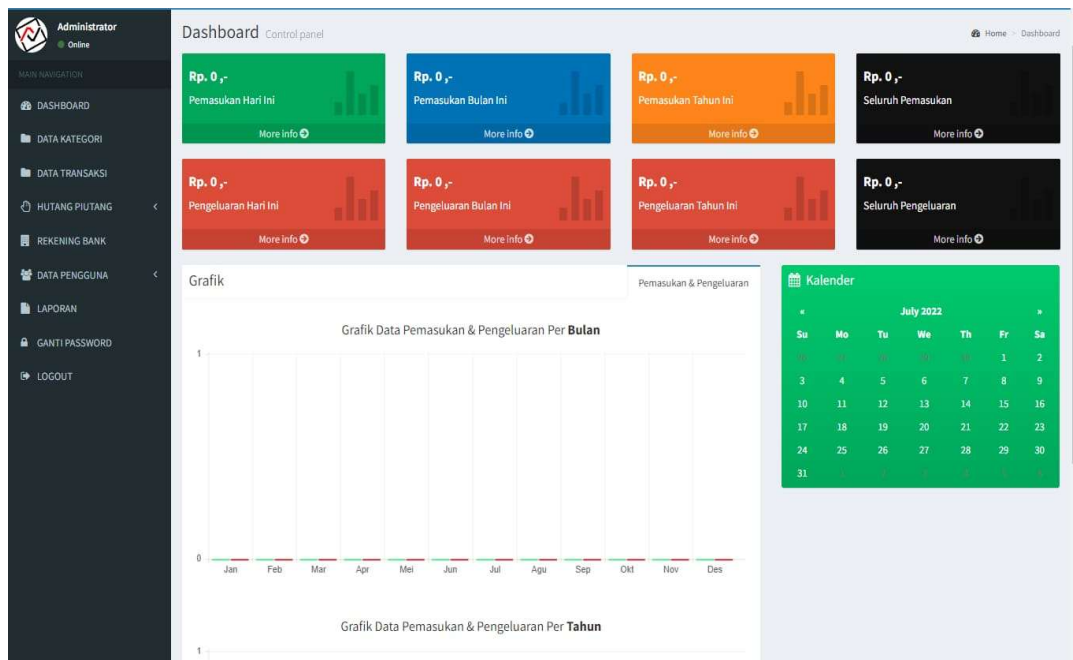 Administrator
Online
MAIN NAVIGATION
DASHBOARD
DATA KATEGORI
DATA TRANSAKSI
HUTANG PIUTANG
REKENING BANK
DATA PENGGUNA
LAPORAN
GANTI PASSWORD
LOGOUT
Dashboard Control panel
Home > Dashboard
Rp. 0 ,-
Pemasukan Hari Ini
More info
Rp. 0 ,-
Pemasukan Bulan Ini
More info
Rp. 0 ,-
Pemasukan Tahun Ini
More info
Rp. 0 ,-
Seluruh Pemasukan
More info
Rp. 0 ,-
Pengeluaran Hari Ini
More info
Rp. 0 ,-
Pengeluaran Bulan Ini
More info
Rp. 0 ,-
Pengeluaran Tahun Ini
More info
Rp. 0 ,-
Seluruh Pengeluaran
More info
Grafik
Pemasukan & Pengeluaran
Grafik Data Pemasukan & Pengeluaran Per Bulan
1
0
Jan Feb Mar Apr Mei Jun Jul Agu Sep Okt Nov Des
Grafik Data Pemasukan & Pengeluaran Per Tahun
1
Kalender
« July 2022 »
Su Mo Tu We Th Fr Sa
1 2
3 4 5 6 7 8 9
10 11 12 13 14 15 16
17 18 19 20 21 22 23
24 25 26 27 28 29 30
31